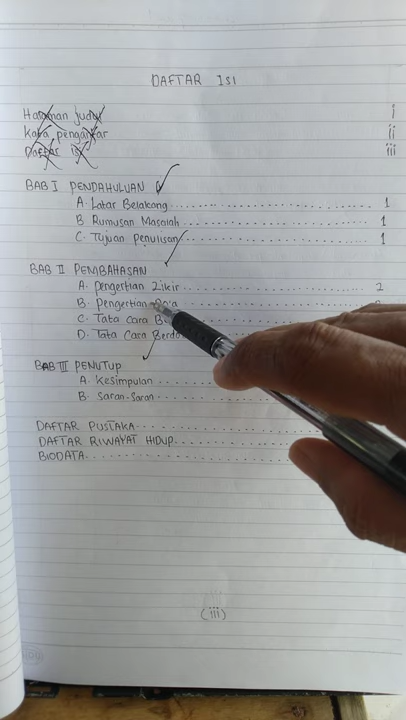 DAFTAR ISI
Halaman judul i
Kata pengantar ii
Daftar isi iii
BAB I PENDAHULUAN
A. Latar Belakang 1
B. Rumusan Masalah 1
C. Tujuan Penulisan 1
BAB II PEMBAHASAN
A. Pengertian Zikir 2
B. Pengertian
C. Tata Cara
D. Tata Cara
BAB III PENUTUP
A. Kesimpulan
B. Saran-Saran
DAFTAR PUSTAKA
DAFTAR RIWAYAT HIDUP
BIODATA
(iii)